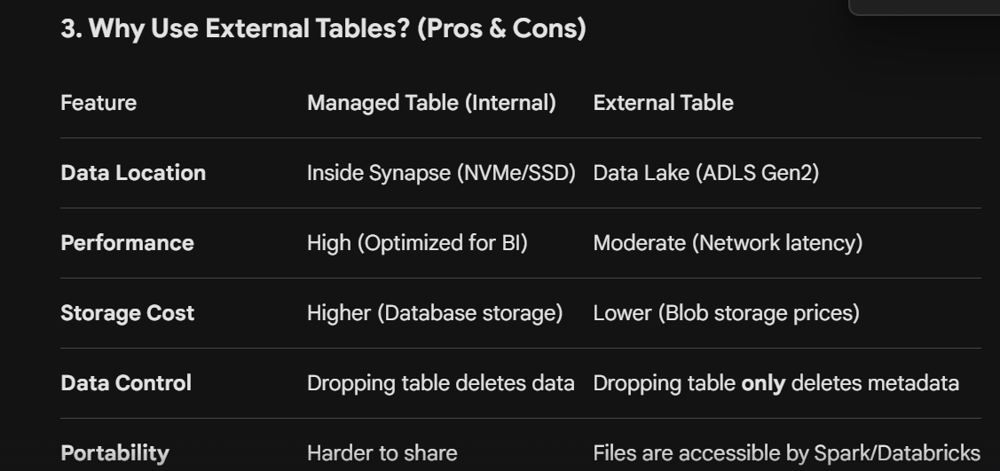 3. Why Use External Tables? (Pros & Cons)
Feature Managed Table (Internal) External Table
Data Location Inside Synapse (NVMe/SSD) Data Lake (ADLS Gen2)
Performance High (Optimized for BI) Moderate (Network latency)
Storage Cost Higher (Database storage) Lower (Blob storage prices)
Data Control Dropping table deletes data Dropping table only deletes metadata
Portability Harder to share Files are accessible by Spark/Databricks